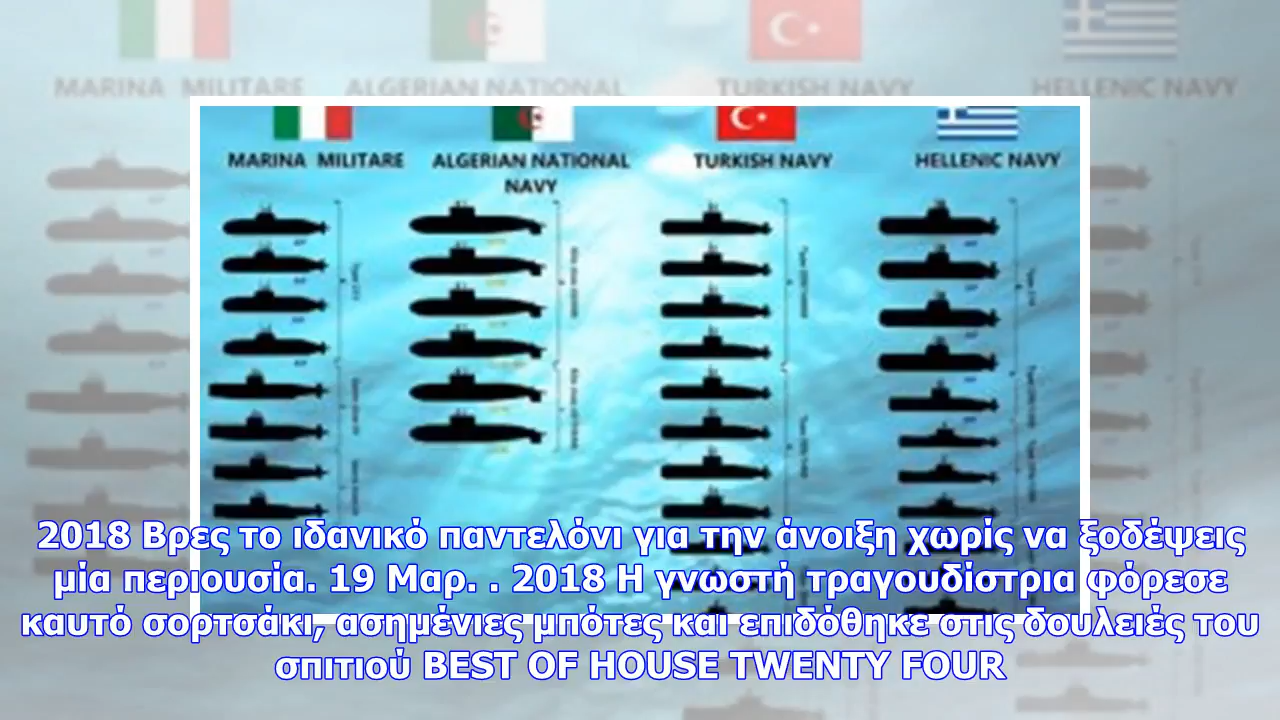 MARINA MILITARE
ALGERIAN NATIONAL
TURKISH NAVY
HELLENIC NAVY
MARINA MILITARE
ALGERIAN NATIONAL
NAVY
TURKISH NAVY
HELLENIC NAVY
2018 Βρες το ιδανικό παντελόνι για την άνοιξη χωρίς να ξοδέψεις
μία περιουσία. 19 Μαρ. . 2018 Η γνωστή τραγουδίστρια φόρεσε
καυτό σορτσάκι, ασημένιες μπότες και επιδόθηκε στις δουλειές του
σπιτιού BEST OF HOUSE TWENTY FOUR